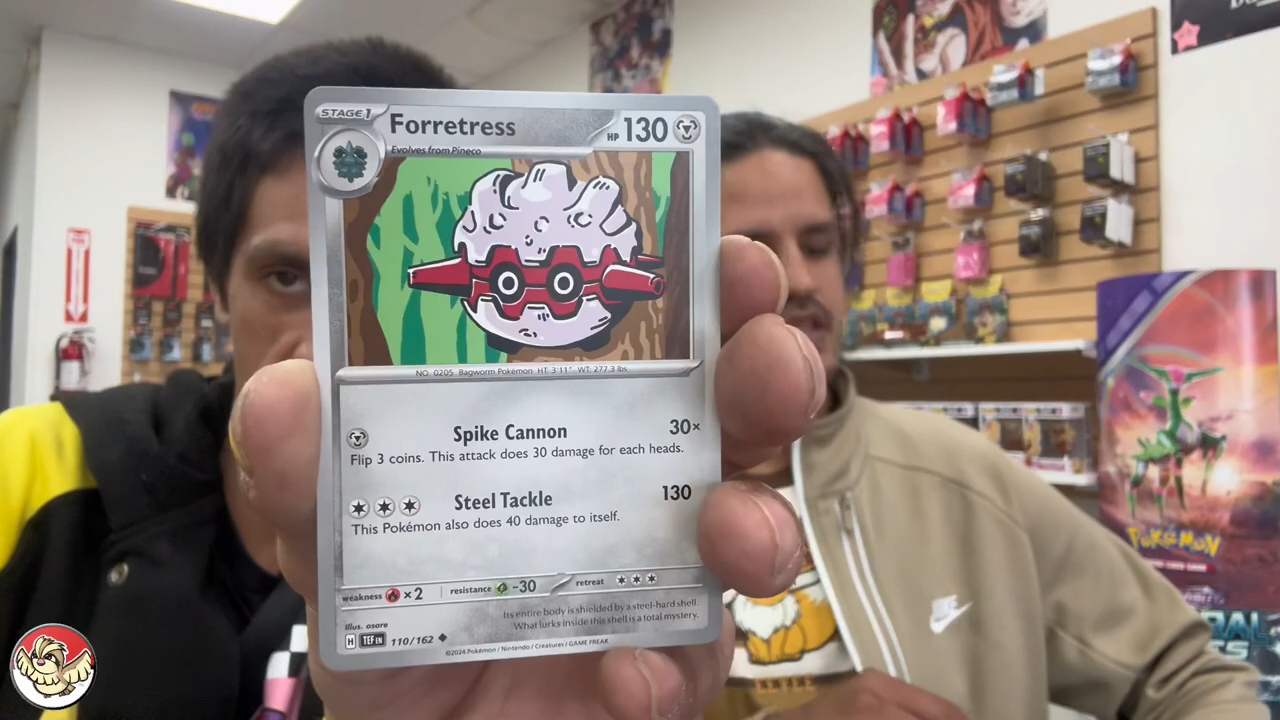 STAGE 1
Forretress
HP 130
Evolves from Pineco
NO. 0205 Bagworm Pokémon HT: 3'11" WT: 277.3 lbs
Spike Cannon 30×
Flip 3 coins. This attack does 30 damage for each heads.
Steel Tackle 130
This Pokémon also does 40 damage to itself.
weakness ×2 resistance -30 retreat
Its entire body is shielded by a steel-hard shell.
What lurks inside this shell is a total mystery.
Illus. osare
H TEF EN 110/162
©2024 Pokémon / Nintendo / Creatures / GAME FREAK
EEVEE
POKÉMON